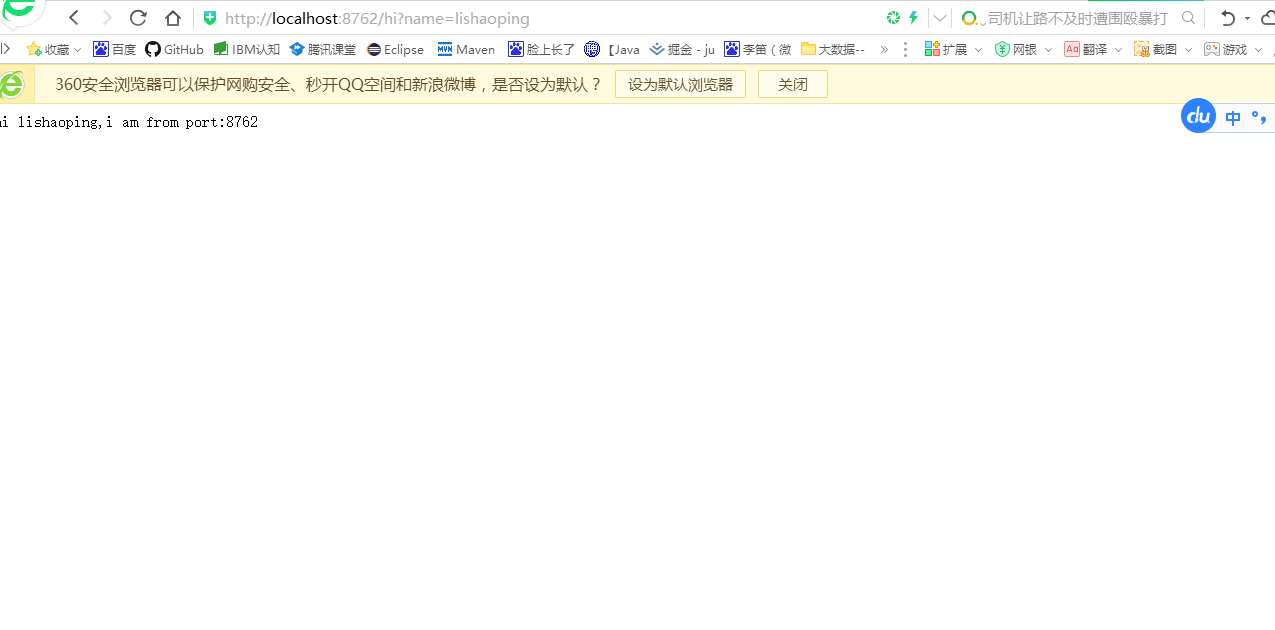 http://localhost:8762/hi?name=lishaoping 司机让路不及时遭围殴暴打
收藏 百度 GitHub IBM认知 腾讯课堂 Eclipse Maven 脸上长了 【Java 掘金 - ju 李笛（微 大数据-- » 扩展 网银 翻译 截图 游戏
360安全浏览器可以保护网购安全、秒开QQ空间和新浪微博，是否设为默认？ 设为默认浏览器 关闭
hi lishaoping,i am from port:8762
du 中 °，